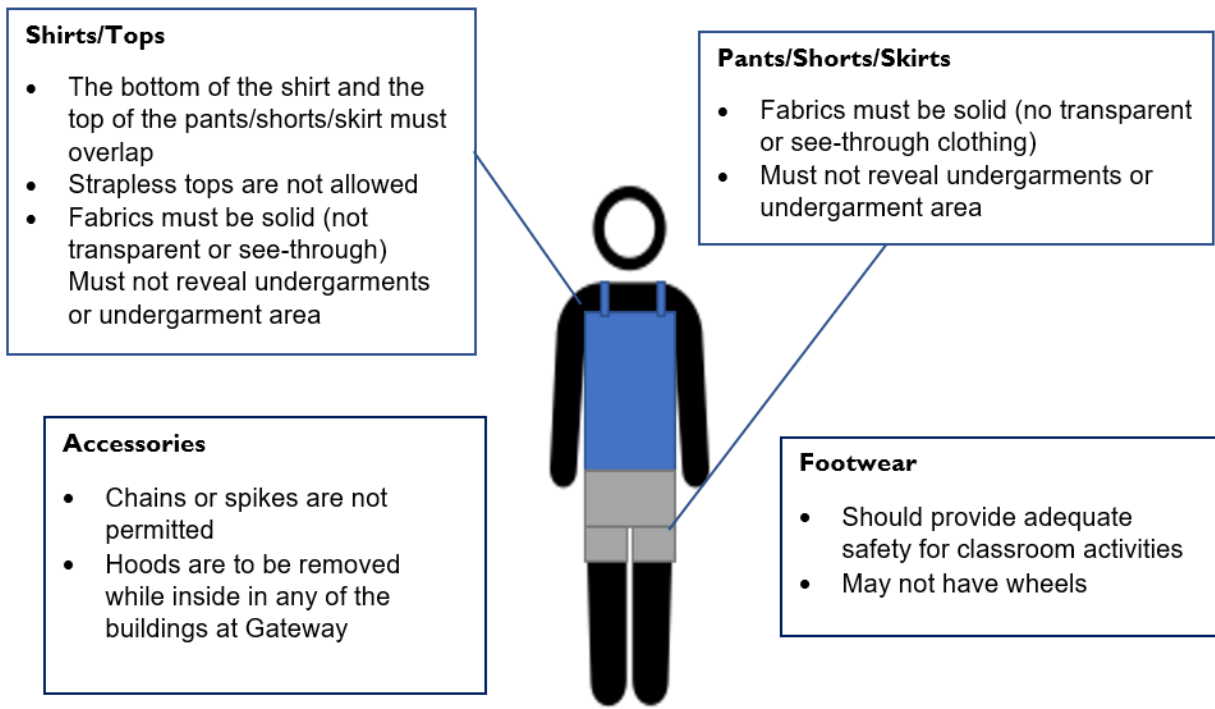 Shirts/Tops
• The bottom of the shirt and the
top of the pants/shorts/skirt must
overlap
• Strapless tops are not allowed
• Fabrics must be solid (not
transparent or see-through)
Must not reveal undergarments
or undergarment area
Pants/Shorts/Skirts
• Fabrics must be solid (no transparent
or see-through clothing)
• Must not reveal undergarments or
undergarment area
Accessories
• Chains or spikes are not
permitted
• Hoods are to be removed
while inside in any of the
buildings at Gateway
Footwear
• Should provide adequate
safety for classroom activities
• May not have wheels